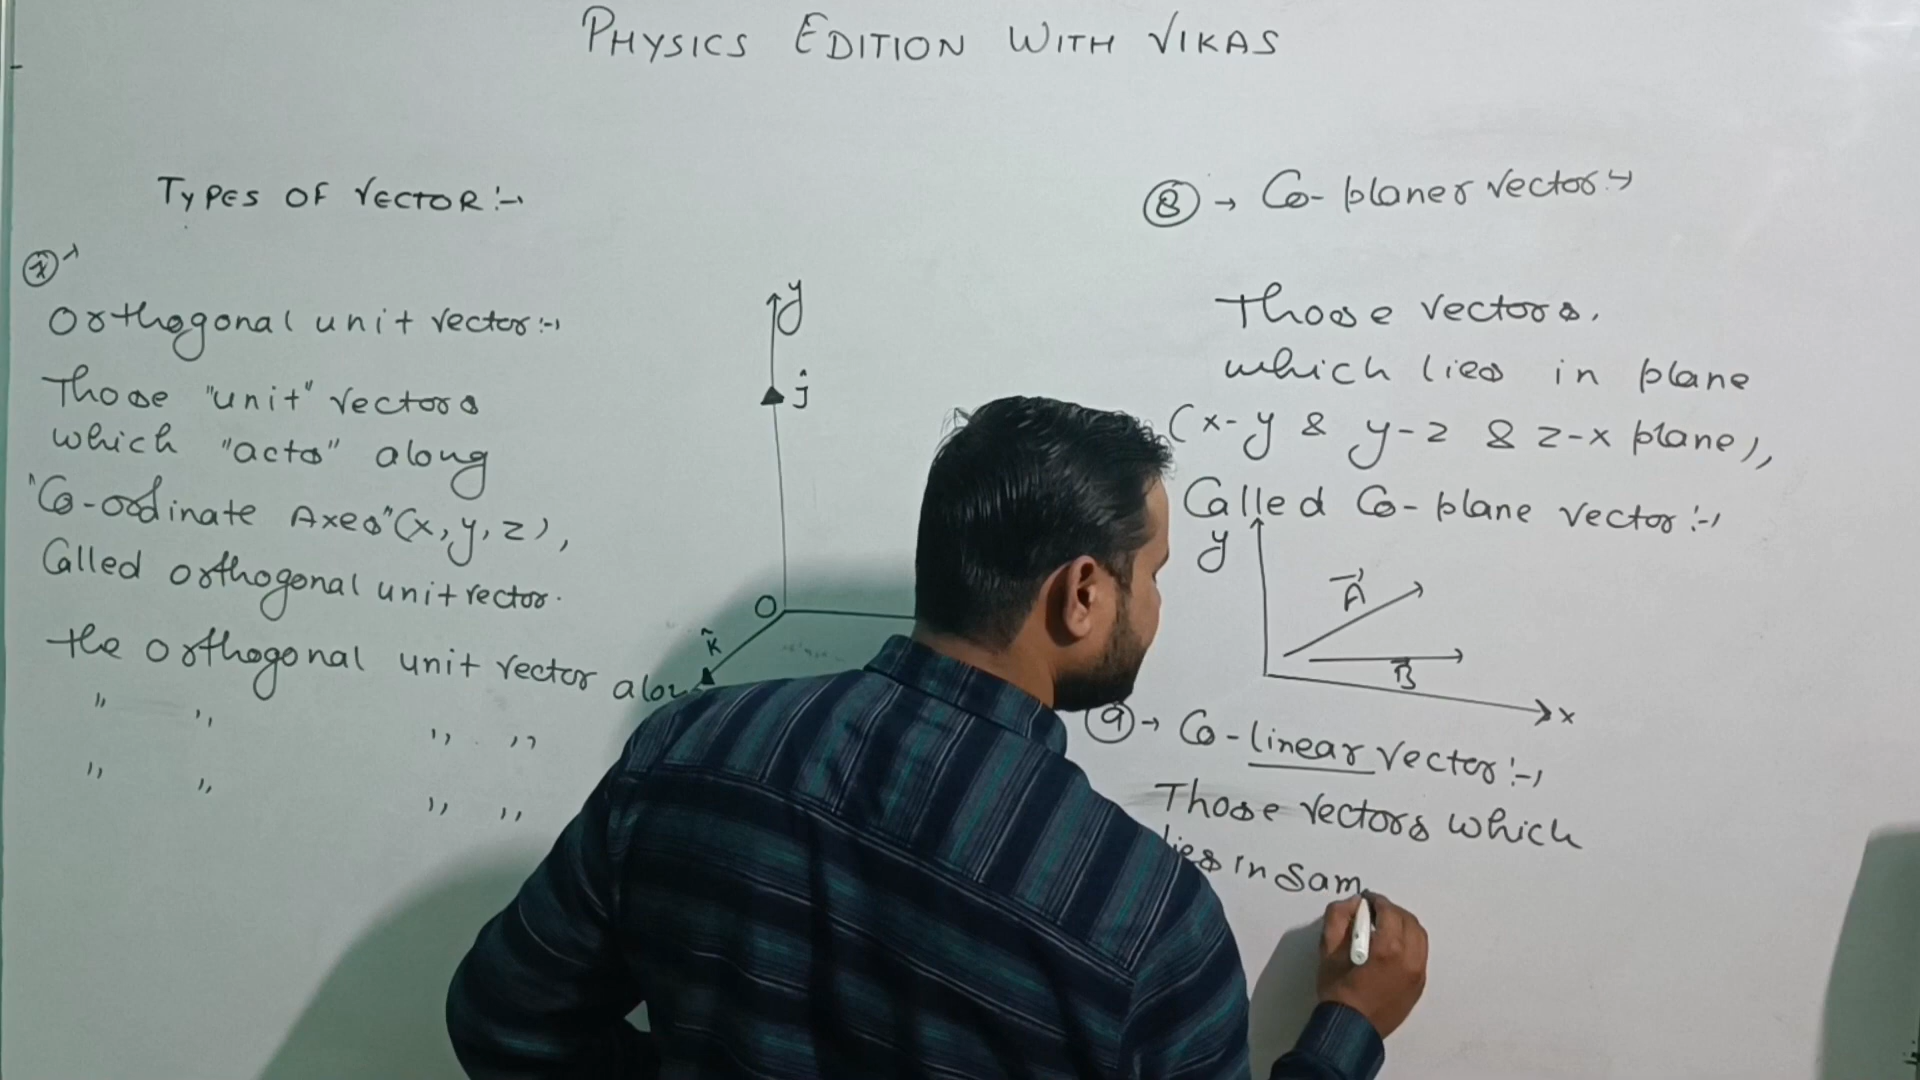 PHYSICS EDITION WITH VIKAS
TYPES OF VECTOR:-
Orthogonal unit vector:-
Those "unit" vectors
which "acts" along
"Co-ordinate Axes"(x, y, z),
Called orthogonal unit vector.
the orthogonal unit vector alon
" " " "
" " " "
y
ĵ
O
k̂
⑧ → Co-planer vector:-
Those vectors,
which lies in plane
(x-y & y-z & z-x plane),
Called Co-plane vector:-
y
A⃗
B⃗
x
⑨ → Co-linear vector:-
Those vectors which
lies in Sam